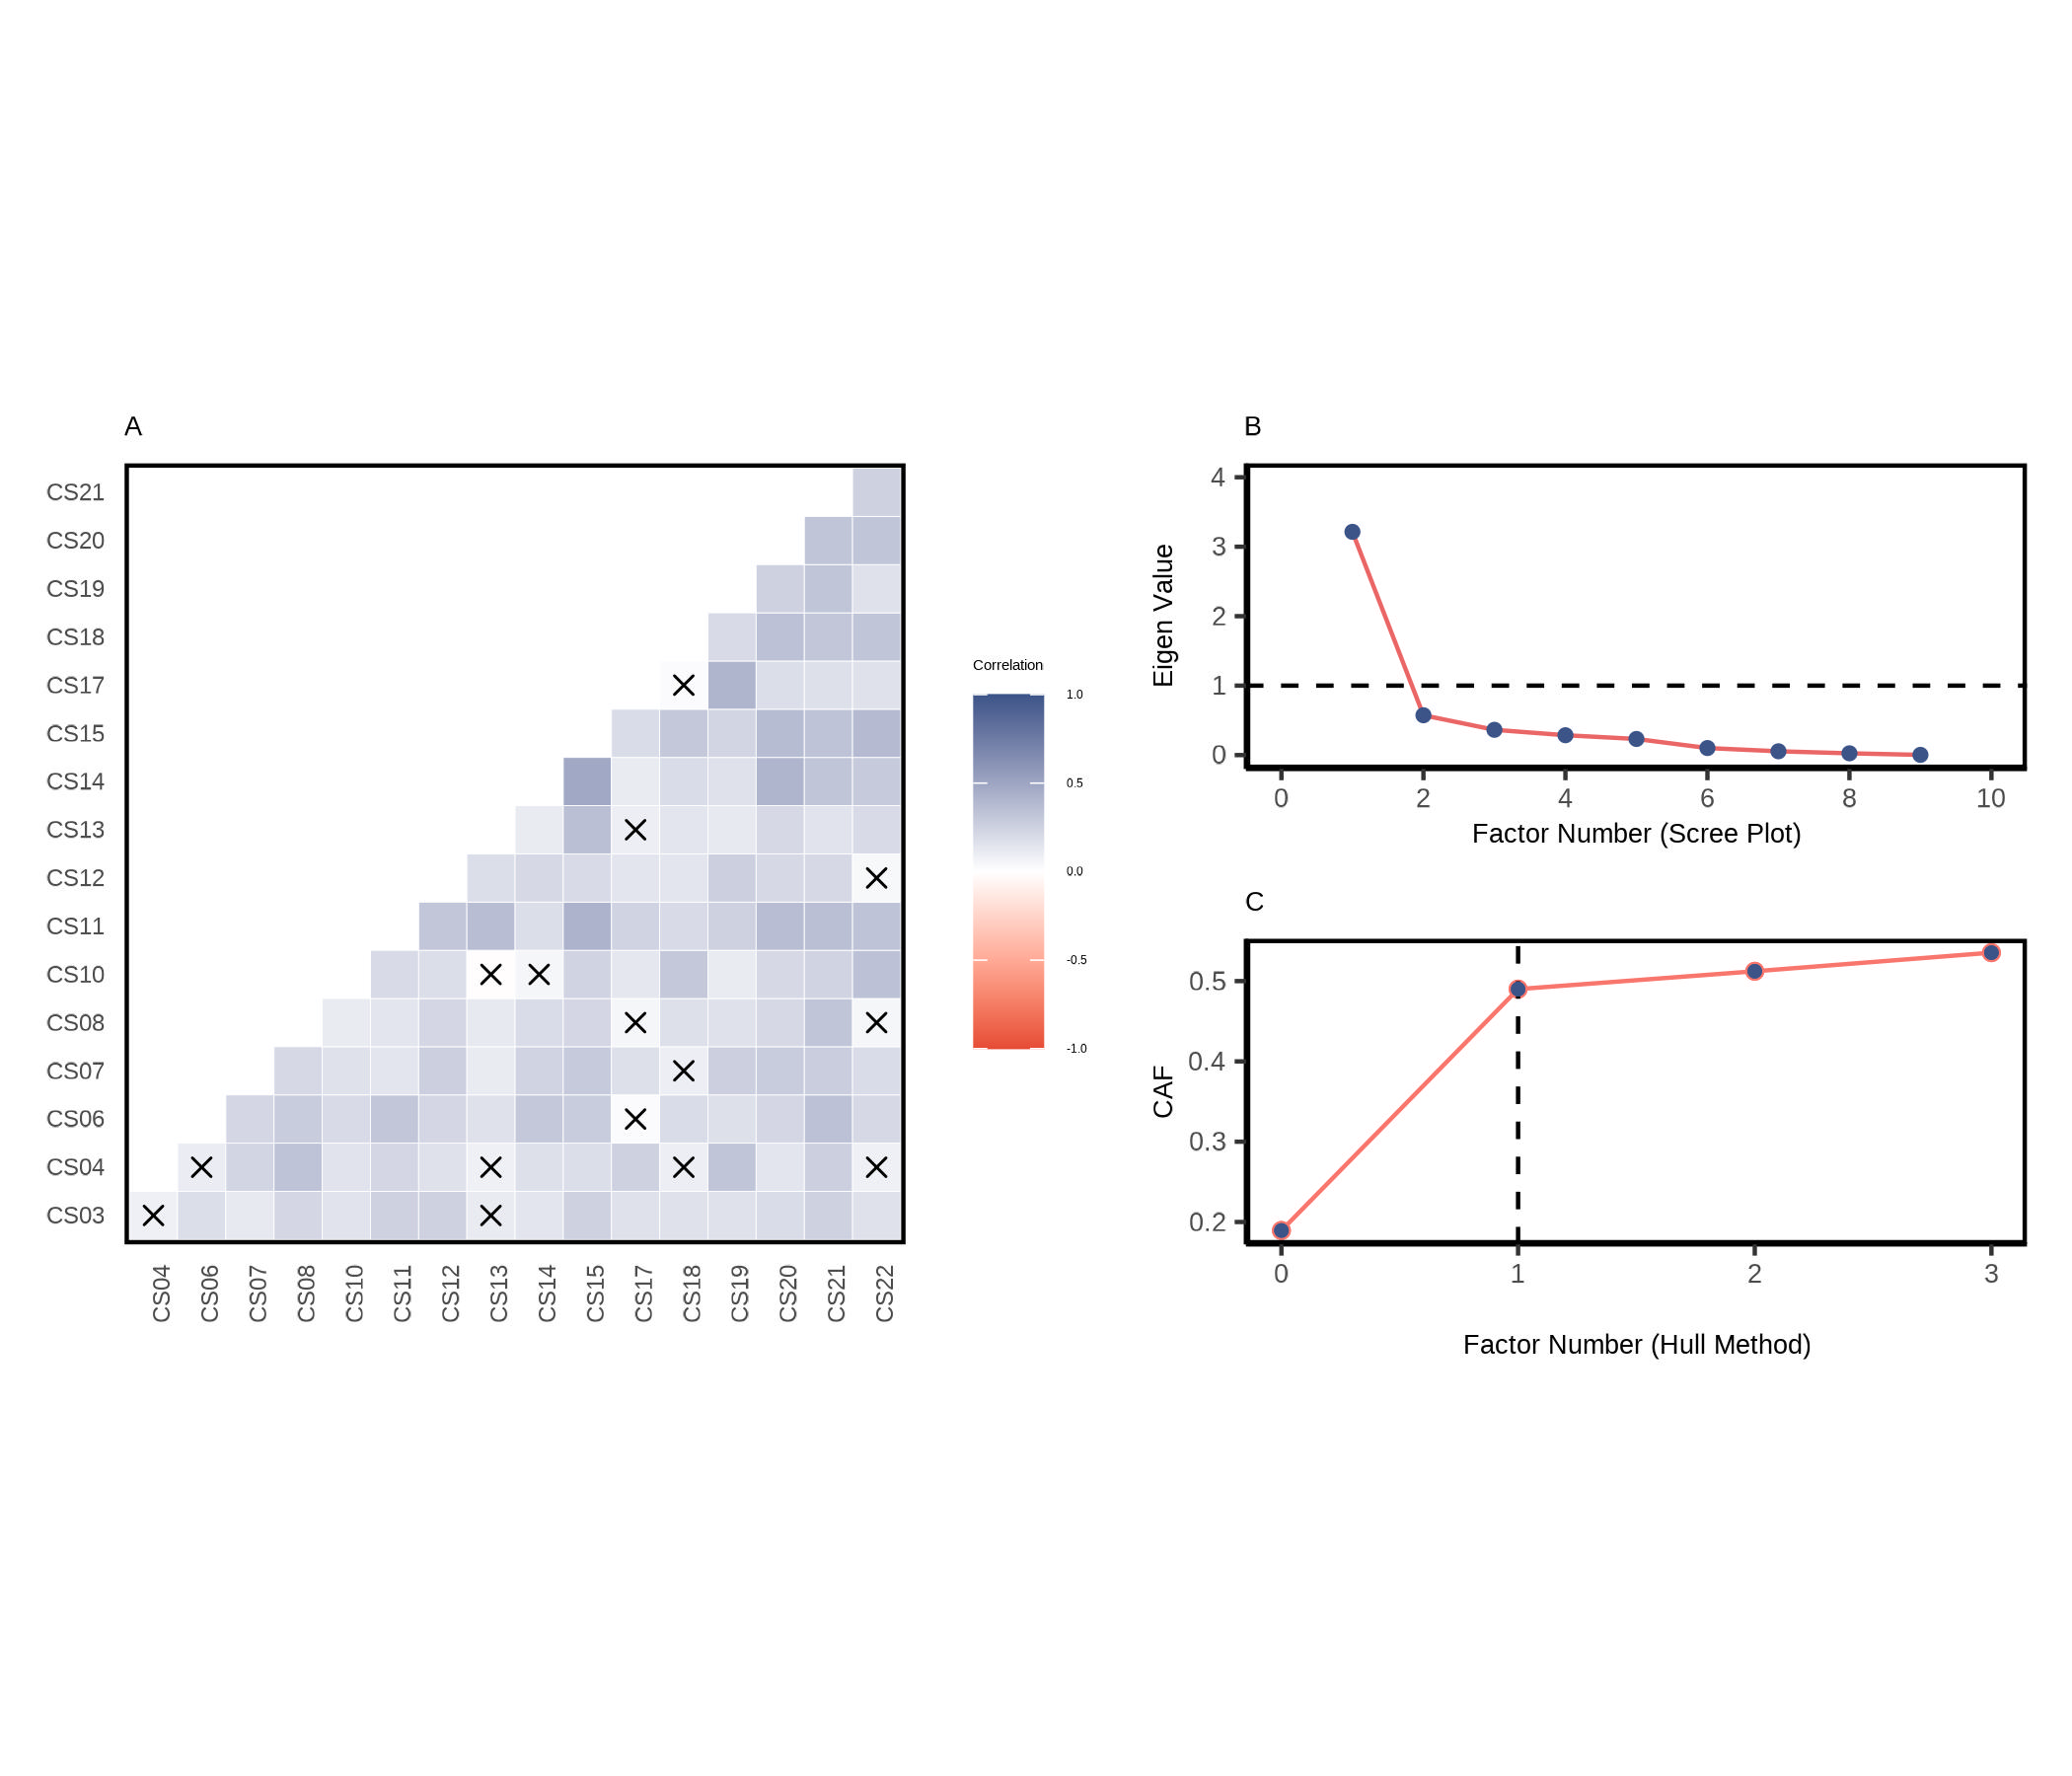 A
CS21
CS20
CS19
CS18
CS17
CS15
CS14
CS13
CS12
CS11
CS10
CS08
CS07
CS06
CS04
CS03
CS04 CS06 CS07 CS08 CS10 CS11 CS12 CS13 CS14 CS15 CS17 CS18 CS19 CS20 CS21 CS22
Correlation
1.0
0.5
0.0
-0.5
-1.0
B
Eigen Value
4
3
2
1
0
0 2 4 6 8 10
Factor Number (Scree Plot)
C
CAF
0.5
0.4
0.3
0.2
0 1 2 3
Factor Number (Hull Method)